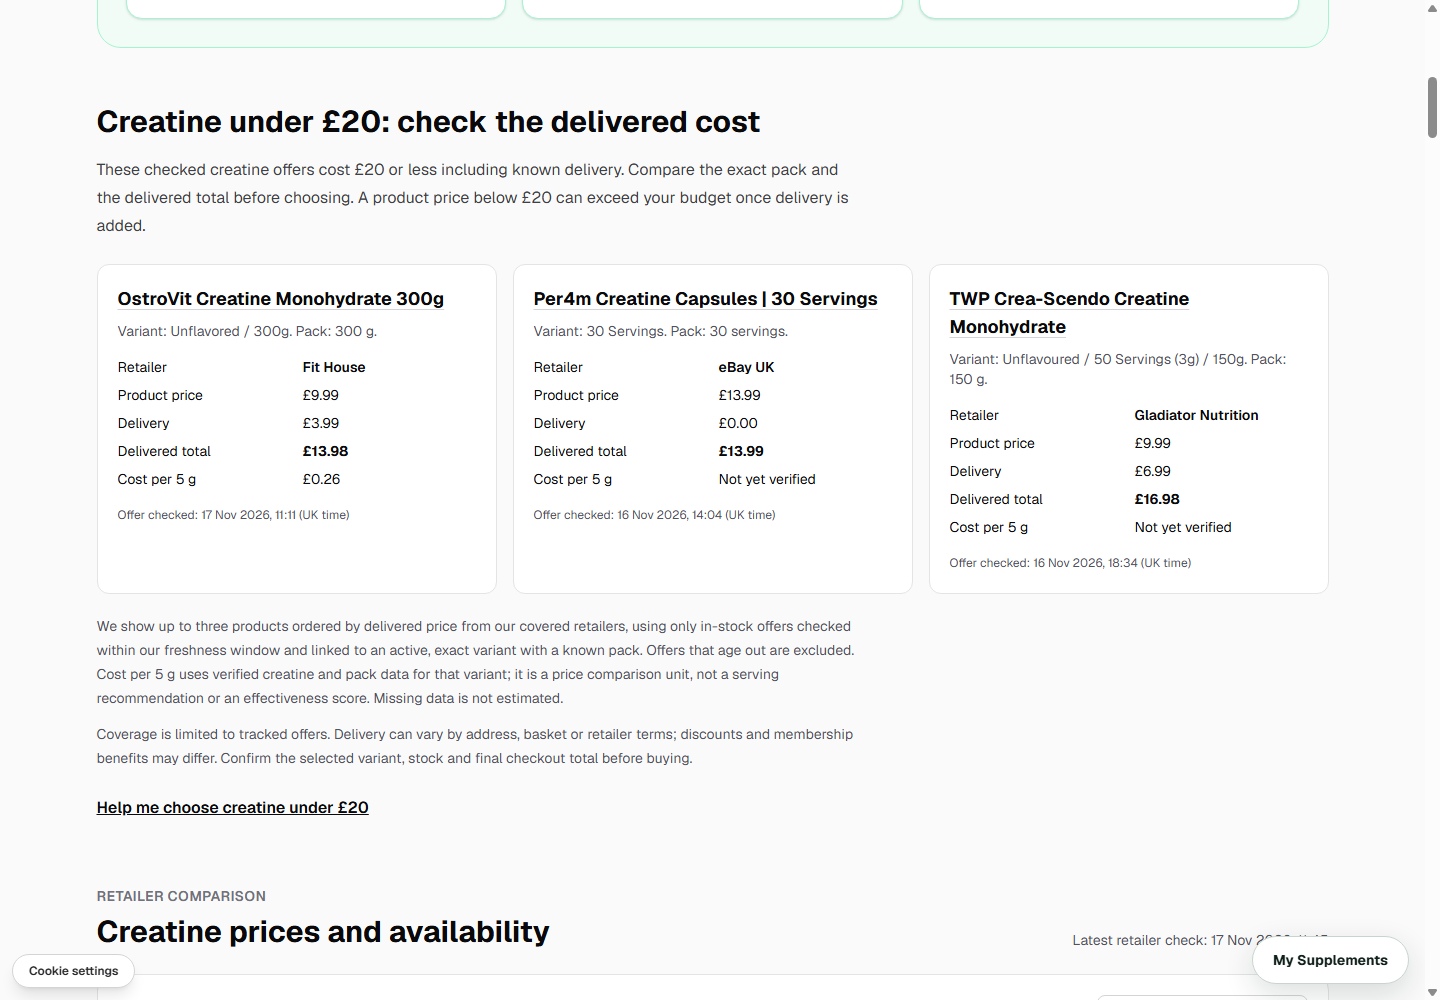 Creatine under £20: check the delivered cost
These checked creatine offers cost £20 or less including known delivery. Compare the exact pack and
the delivered total before choosing. A product price below £20 can exceed your budget once delivery is
added.
OstroVit Creatine Monohydrate 300g
Variant: Unflavored / 300g. Pack: 300 g.
Retailer Fit House
Product price £9.99
Delivery £3.99
Delivered total £13.98
Cost per 5 g £0.26
Offer checked: 17 Nov 2026, 11:11 (UK time)
Per4m Creatine Capsules | 30 Servings
Variant: 30 Servings. Pack: 30 servings.
Retailer eBay UK
Product price £13.99
Delivery £0.00
Delivered total £13.99
Cost per 5 g Not yet verified
Offer checked: 16 Nov 2026, 14:04 (UK time)
TWP Crea-Scendo Creatine
Monohydrate
Variant: Unflavoured / 50 Servings (3g) / 150g. Pack:
150 g.
Retailer Gladiator Nutrition
Product price £9.99
Delivery £6.99
Delivered total £16.98
Cost per 5 g Not yet verified
Offer checked: 16 Nov 2026, 18:34 (UK time)
We show up to three products ordered by delivered price from our covered retailers, using only in-stock offers checked
within our freshness window and linked to an active, exact variant with a known pack. Offers that age out are excluded.
Cost per 5 g uses verified creatine and pack data for that variant; it is a price comparison unit, not a serving
recommendation or an effectiveness score. Missing data is not estimated.
Coverage is limited to tracked offers. Delivery can vary by address, basket or retailer terms; discounts and membership
benefits may differ. Confirm the selected variant, stock and final checkout total before buying.
Help me choose creatine under £20
RETAILER COMPARISON
Creatine prices and availability
Latest retailer check: 17 Nov
Cookie settings
My Supplements